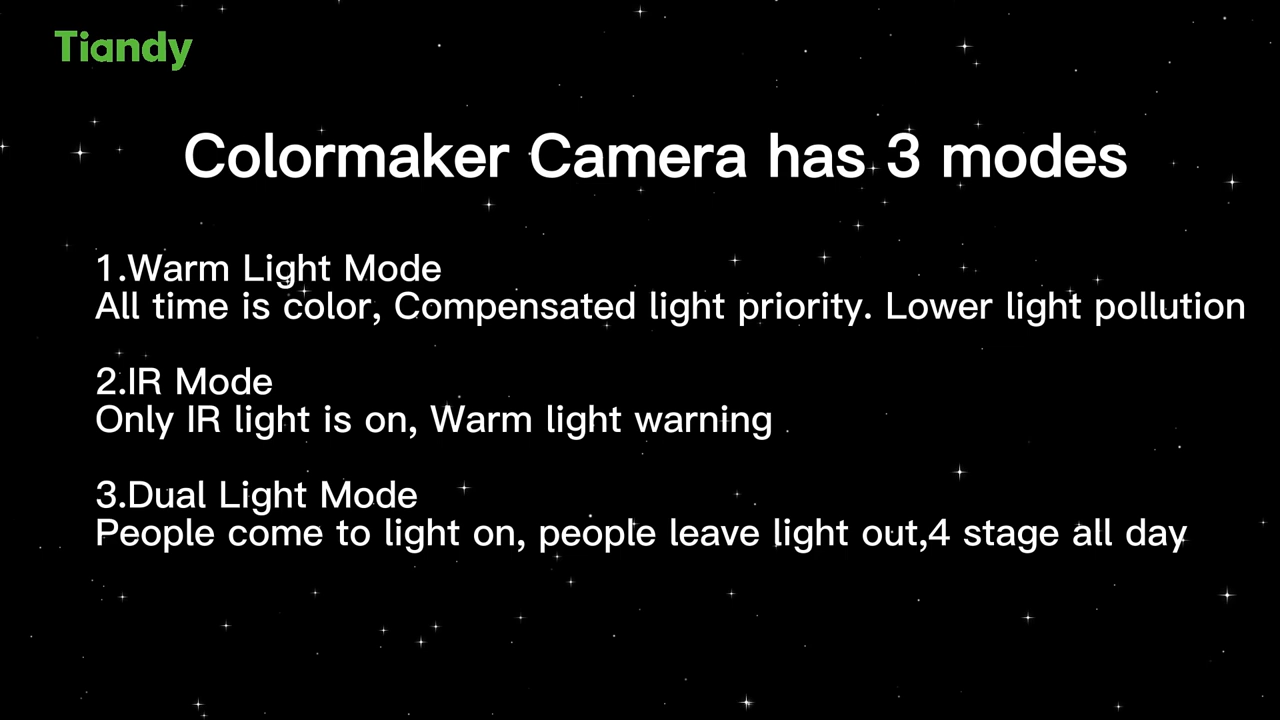 Tiandy
Colormaker Camera has 3 modes
1.Warm Light Mode
All time is color, Compensated light priority. Lower light pollution
2.IR Mode
Only IR light is on, Warm light warning
3.Dual Light Mode
People come to light on, people leave light out,4 stage all day